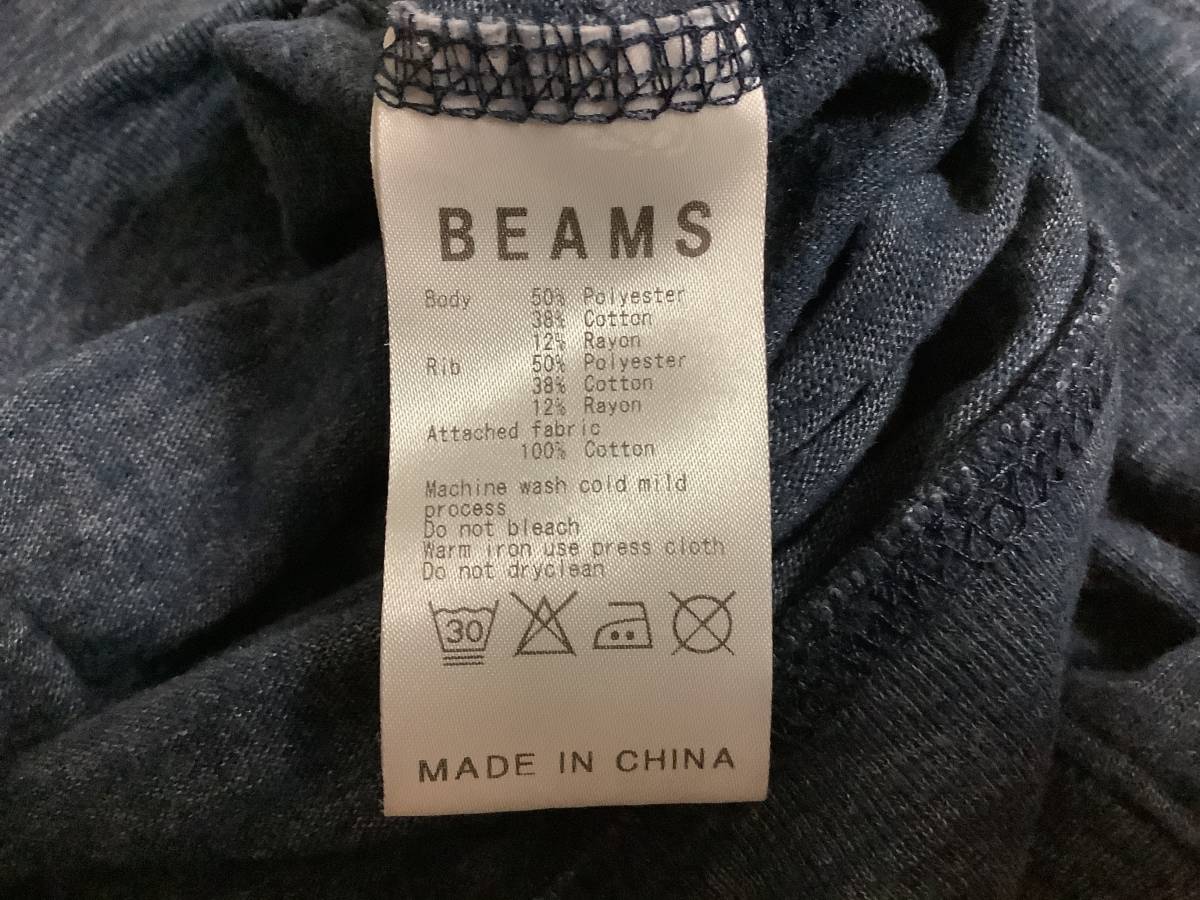 BEAMS
Body 50% Polyester
38% Cotton
12% Rayon
Rib 50% Polyester
38% Cotton
12% Rayon
Attached fabric
100% Cotton
Machine wash cold mild
process
Do not bleach
Warm iron use press cloth
Do not dryclean
30
MADE IN CHINA